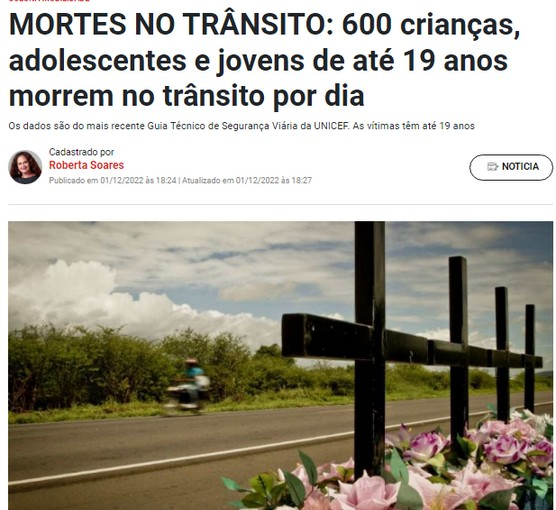 MORTES NO TRÂNSITO: 600 crianças,
adolescentes e jovens de até 19 anos
morrem no trânsito por dia
Os dados são do mais recente Guia Técnico de Segurança Viária da UNICEF. As vítimas têm até 19 anos
Cadastrado por
Roberta Soares
Publicado em 01/12/2022 às 18:24 | Atualizado em 01/12/2022 às 18:27
NOTICIA